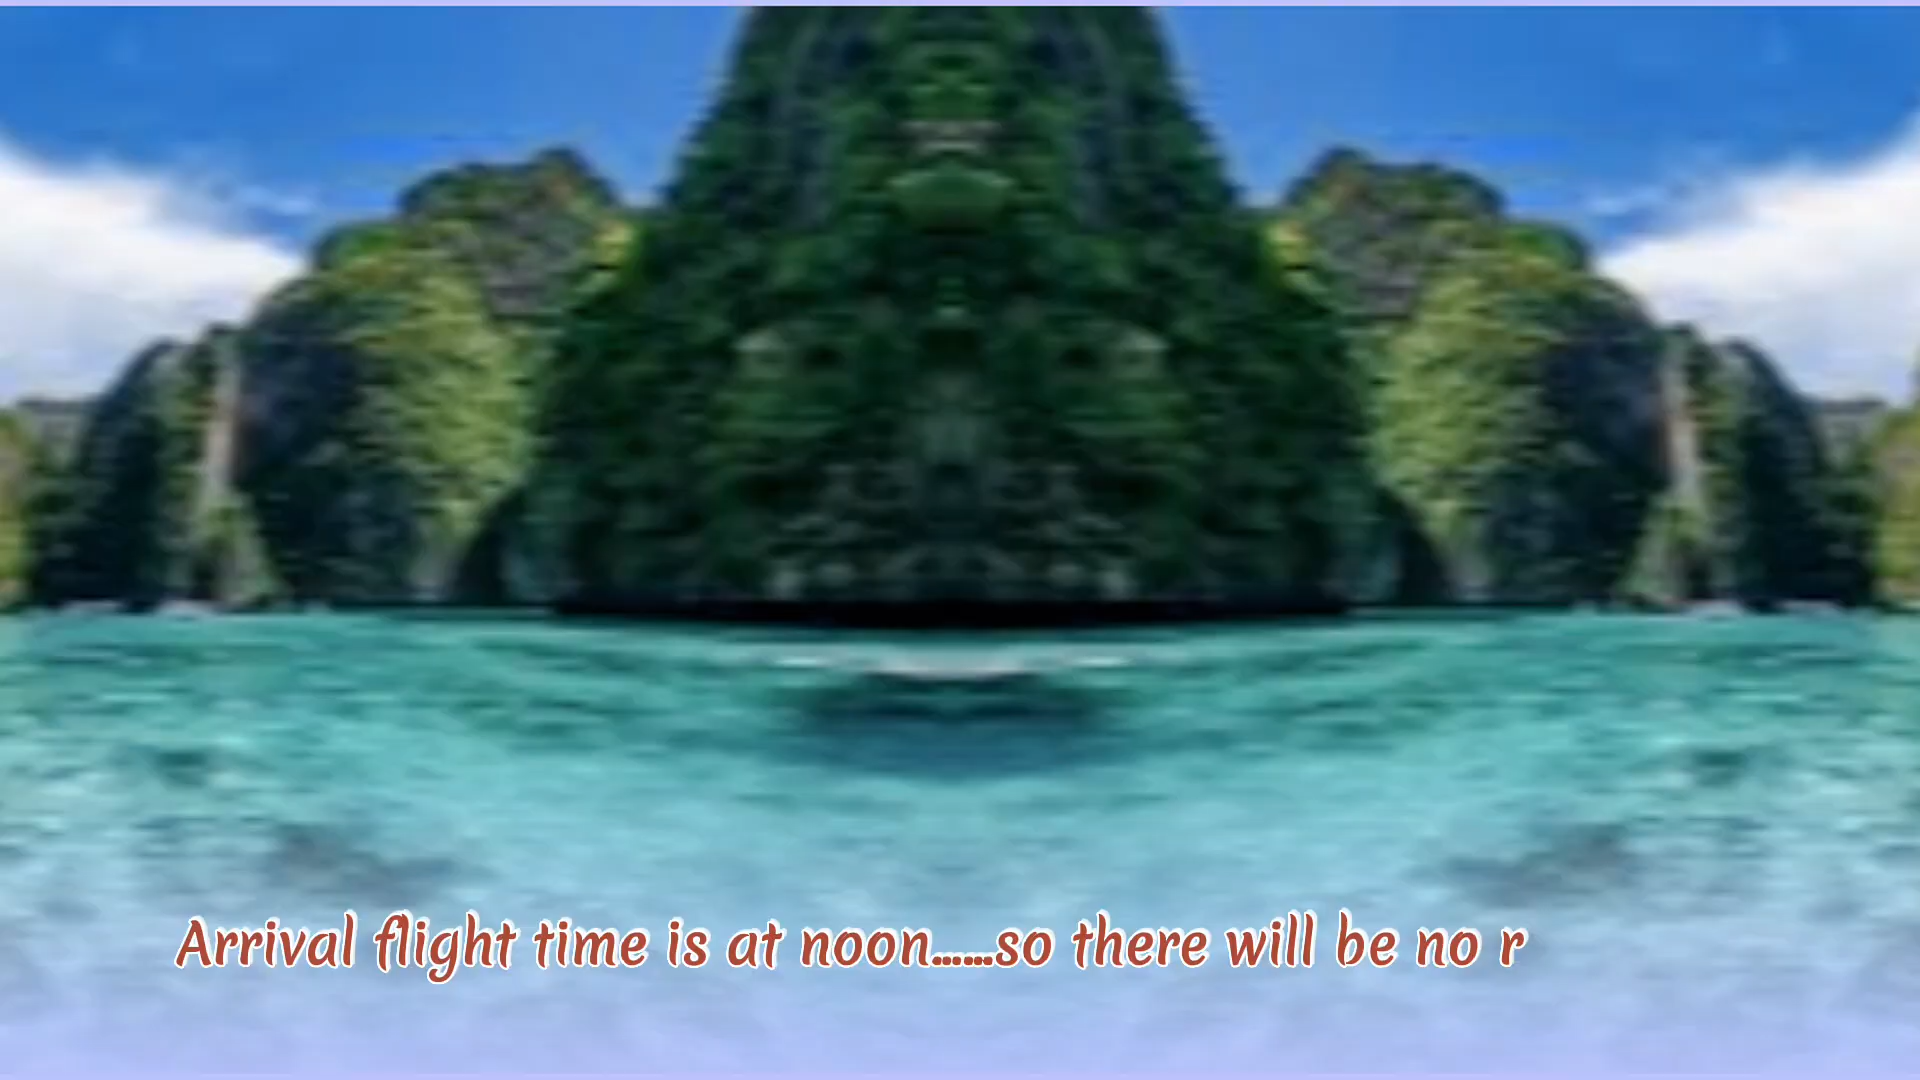 Arrival flight time is at noon......so there will be no r